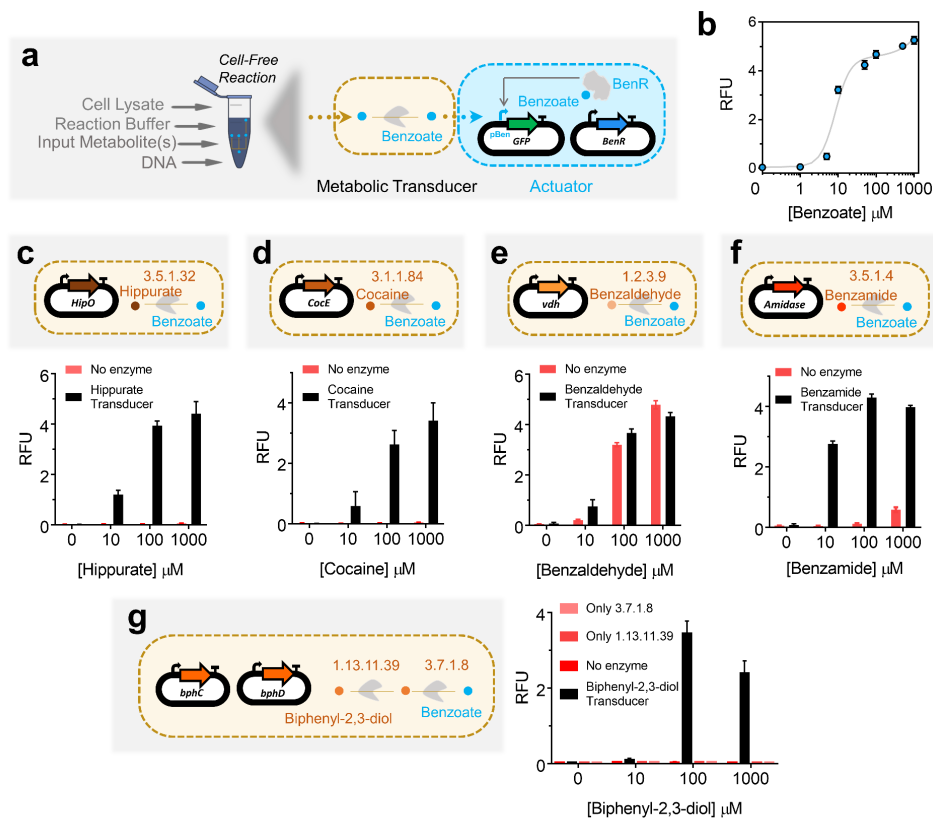 a
Cell-Free
Reaction
Cell Lysate
Reaction Buffer
Input Metabolite(s)
DNA
Benzoate
Metabolic Transducer
BenR
Benzoate
pBen
GFP
BenR
Actuator
b
RFU
6
4
2
0
0 1 10 100 1000
[Benzoate] μM
c
3.5.1.32
HipO
Hippurate
Benzoate
No enzyme
Hippurate
Transducer
RFU
6
4
2
0
0 10 100 1000
[Hippurate] μM
d
3.1.1.84
CocE
Cocaine
Benzoate
No enzyme
Cocaine
Transducer
RFU
6
4
2
0
0 10 100 1000
[Cocaine] μM
e
1.2.3.9
vdh
Benzaldehyde
Benzoate
No enzyme
Benzaldehyde
Transducer
RFU
6
4
2
0
0 10 100 1000
[Benzaldehyde] μM
f
3.5.1.4
Amidase
Benzamide
Benzoate
No enzyme
Benzamide
Transducer
RFU
4
2
0
0 10 100 1000
[Benzamide] μM
g
bphC
bphD
1.13.11.39 3.7.1.8
Biphenyl-2,3-diol
Benzoate
Only 3.7.1.8
Only 1.13.11.39
No enzyme
Biphenyl-2,3-diol
Transducer
RFU
4
2
0
0 10 100 1000
[Biphenyl-2,3-diol] μM